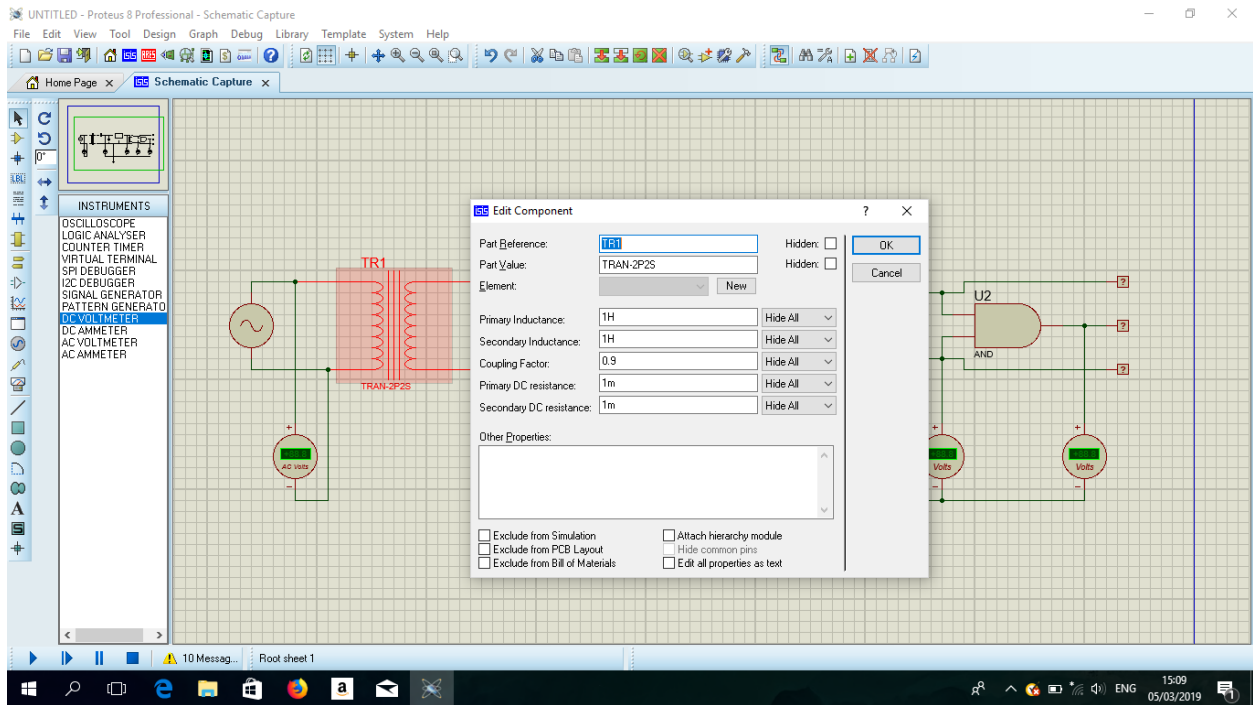 UNTITLED - Proteus 8 Professional - Schematic Capture
File Edit View Tool Design Graph Debug Library Template System Help
Home Page Schematic Capture
0°
LBL
INSTRUMENTS
OSCILLOSCOPE
LOGIC ANALYSER
COUNTER TIMER
VIRTUAL TERMINAL
SPI DEBUGGER
I2C DEBUGGER
SIGNAL GENERATOR
PATTERN GENERATO
DC VOLTMETER
DC AMMETER
AC VOLTMETER
AC AMMETER
TR1
TRAN-2P2S
AC Volts
Edit Component ?
Part Reference: TR1 Hidden:
Part Value: TRAN-2P2S Hidden:
Element: New
Primary Inductance: 1H Hide All
Secondary Inductance: 1H Hide All
Coupling Factor: 0.9 Hide All
Primary DC resistance: 1m Hide All
Secondary DC resistance: 1m Hide All
Other Properties:
Exclude from Simulation Attach hierarchy module
Exclude from PCB Layout Hide common pins
Exclude from Bill of Materials Edit all properties as text
OK
Cancel
U2
AND
?
?
?
Volts
Volts
10 Messag... Root sheet 1
ENG 15:09
05/03/2019